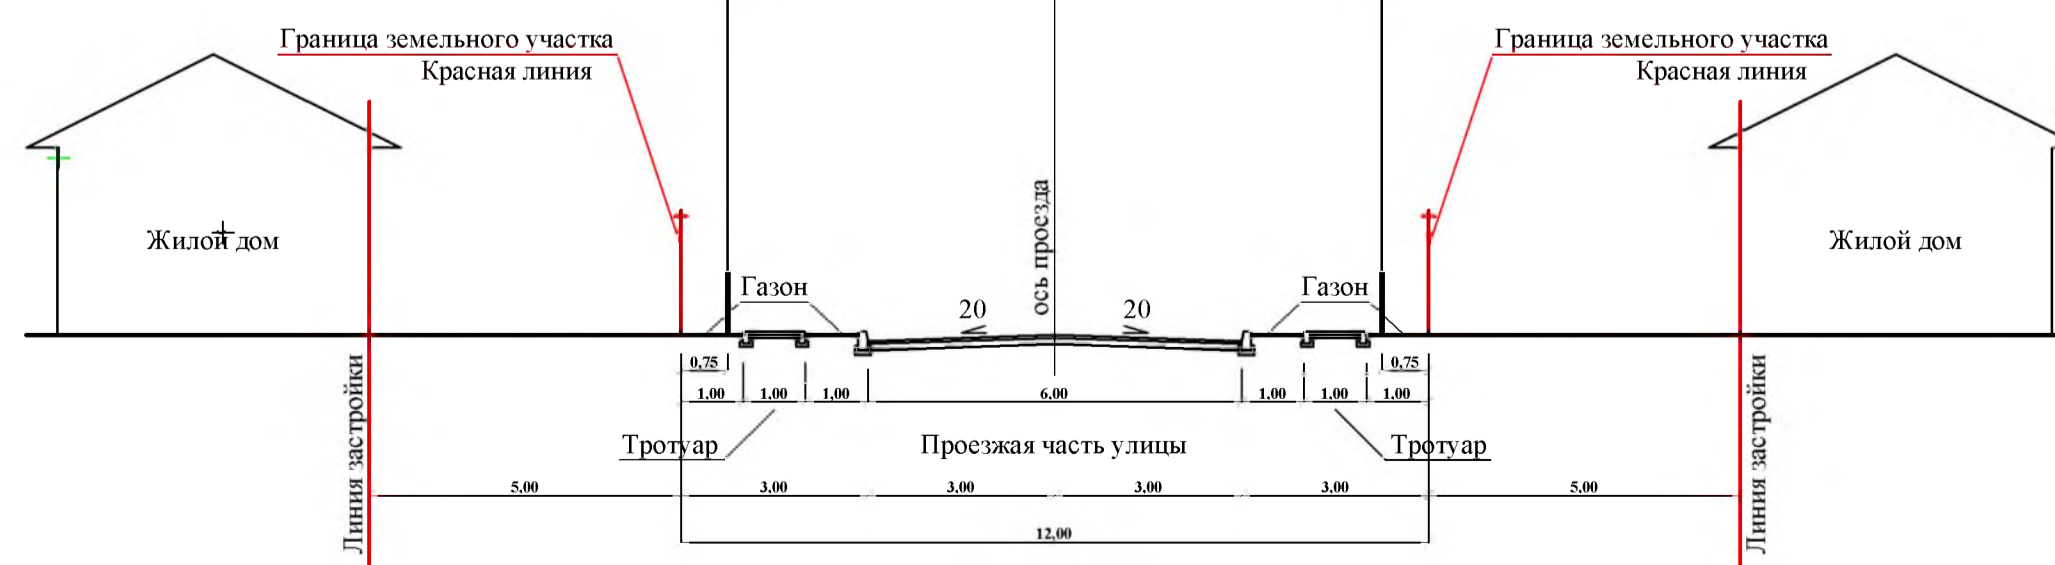 Граница земельного участка
Красная линия
Граница земельного участка
Красная линия
Жилой дом
ось проезда
Жилой дом
Газон
20
20
Газон
0,75
0,75
1,00
1,00
1,00
6,00
1,00
1,00
1,00
Линия застройки
Тротуар
Проезжая часть улицы
Тротуар
Линия застройки
5,00
3,00
3,00
3,00
3,00
5,00
12,00